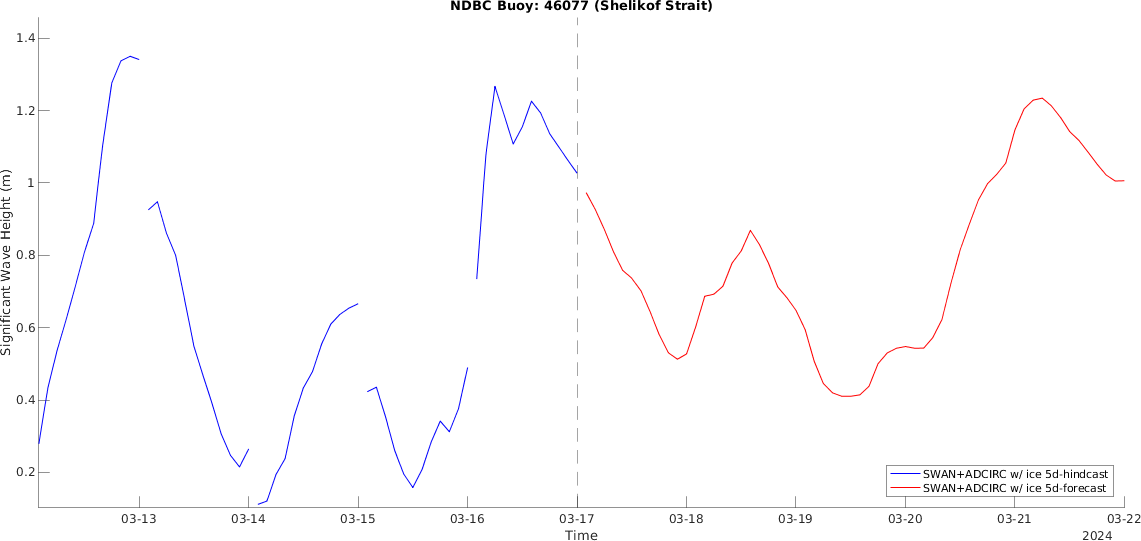 NDBC Buoy: 46077 (Shelikof Strait)
1.4
1.2
1
0.8
0.6
0.4
0.2
Significant Wave Height (m)
SWAN+ADCIRC w/ ice 5d-hindcast
SWAN+ADCIRC w/ ice 5d-forecast
03-13 03-14 03-15 03-16 03-17 03-18 03-19 03-20 03-21 03-22
Time
2024